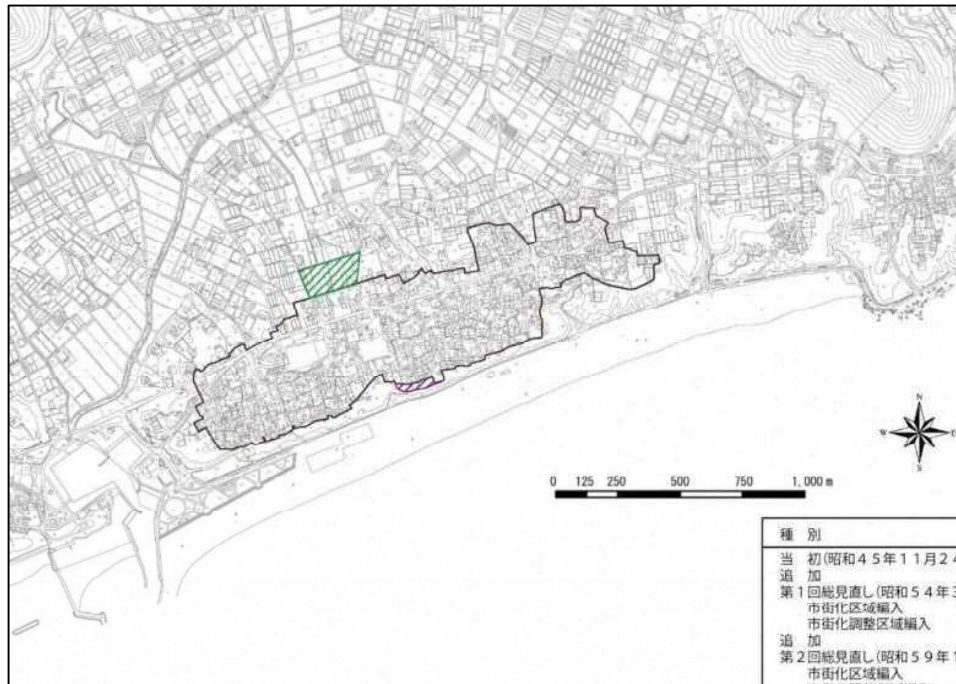 N
W
E
S
0 125 250 500 750 1,000 m
種 別
当 初(昭和45年11月24
追 加
第1回総見直し(昭和54年3
市街化区域編入
市街化調整区域編入
追 加
第2回総見直し(昭和59年1
市街化区域編入